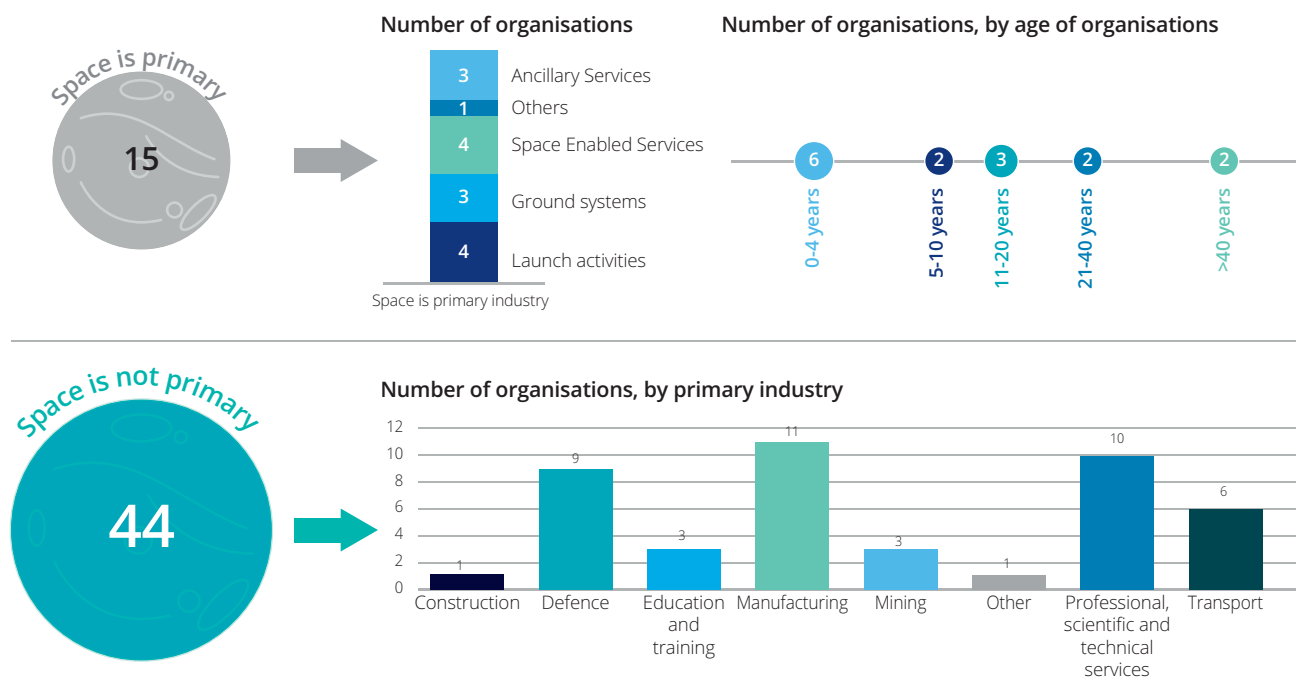 Space is primary
15
Number of organisations
3
Ancillary Services
1
Others
4
Space Enabled Services
3
Ground systems
4
Launch activities
Space is primary industry
Number of organisations, by age of organisations
6
2
3
2
2
0-4 years
5-10 years
11-20 years
21-40 years
>40 years
Space is not primary
44
Number of organisations, by primary industry
12
10
8
6
4
2
0
1
9
3
11
3
1
10
6
Construction
Defence
Education
and
training
Manufacturing
Mining
Other
Professional,
scientific and
technical
services
Transport